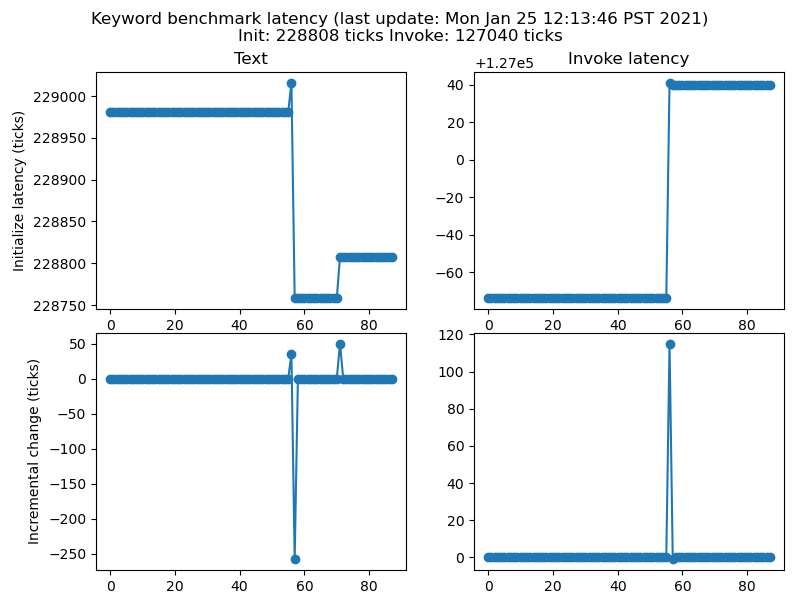 Keyword benchmark latency (last update: Mon Jan 25 12:13:46 PST 2021)
Init: 228808 ticks Invoke: 127040 ticks
Text
Initialize latency (ticks)
229000
228950
228900
228850
228800
228750
0 20 40 60 80
Invoke latency
+1.27e5
40
20
0
−20
−40
−60
0 20 40 60 80
Incremental change (ticks)
50
0
−50
−100
−150
−200
−250
0 20 40 60 80
120
100
80
60
40
20
0
0 20 40 60 80